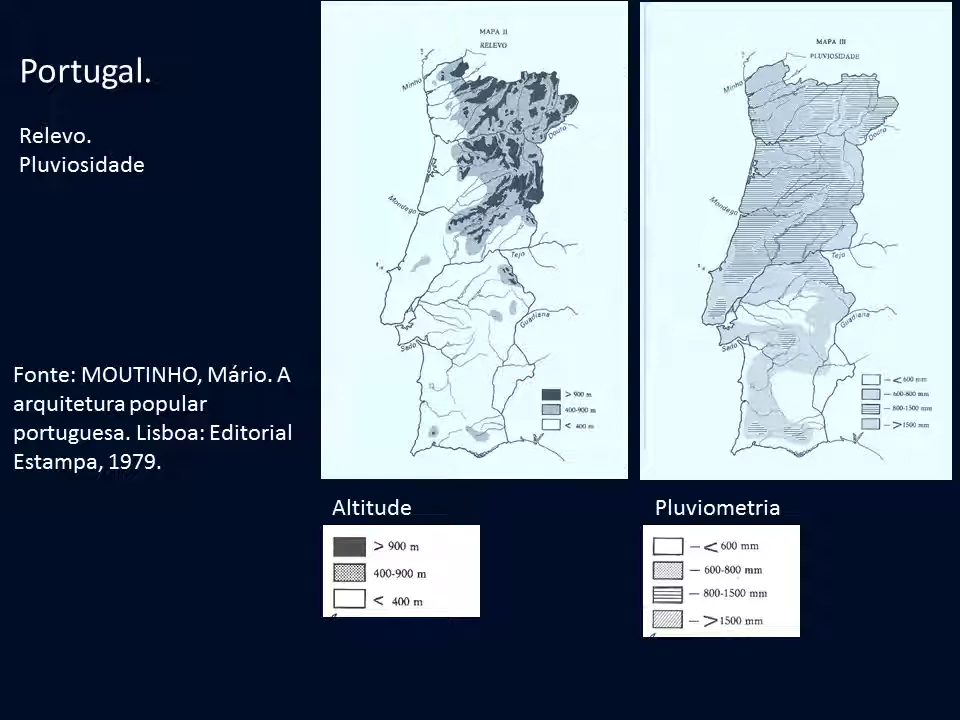 Portugal.
Relevo.
Pluviosidade
Fonte: MOUTINHO, Mário. A
arquitetura popular
portuguesa. Lisboa: Editorial
Estampa, 1979.
MAPA II
RELEVO
Minho
Douro
Mondego
Tejo
Guadiana
Sado
> 900 m
400-900 m
< 400 m
MAPA III
PLUVIOSIDADE
Minho
Douro
Mondego
Tejo
Guadiana
Sado
— < 600 mm
— 600-800 mm
— 800-1500 mm
— > 1500 mm
Altitude
> 900 m
400-900 m
< 400 m
Pluviometria
— < 600 mm
— 600-800 mm
— 800-1500 mm
— > 1500 mm